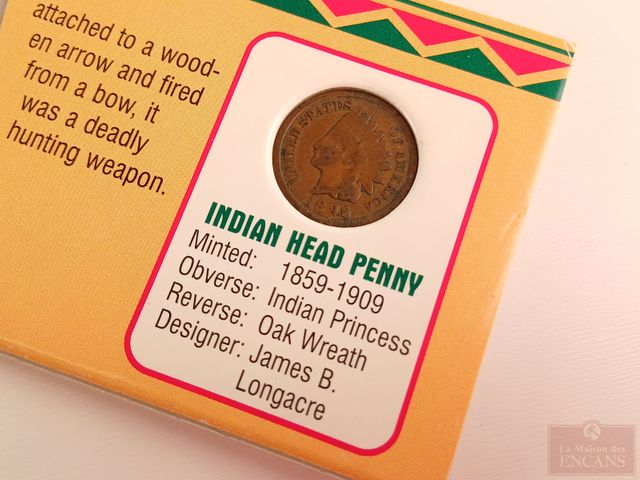 attached to a wood-
en arrow and fired
from a bow, it
was a deadly
hunting weapon.
UNITED STATES OF AMERICA
INDIAN HEAD PENNY
Minted: 1859-1909
Obverse: Indian Princess
Reverse: Oak Wreath
Designer: James B.
Longacre
La Maison des
ENCANS